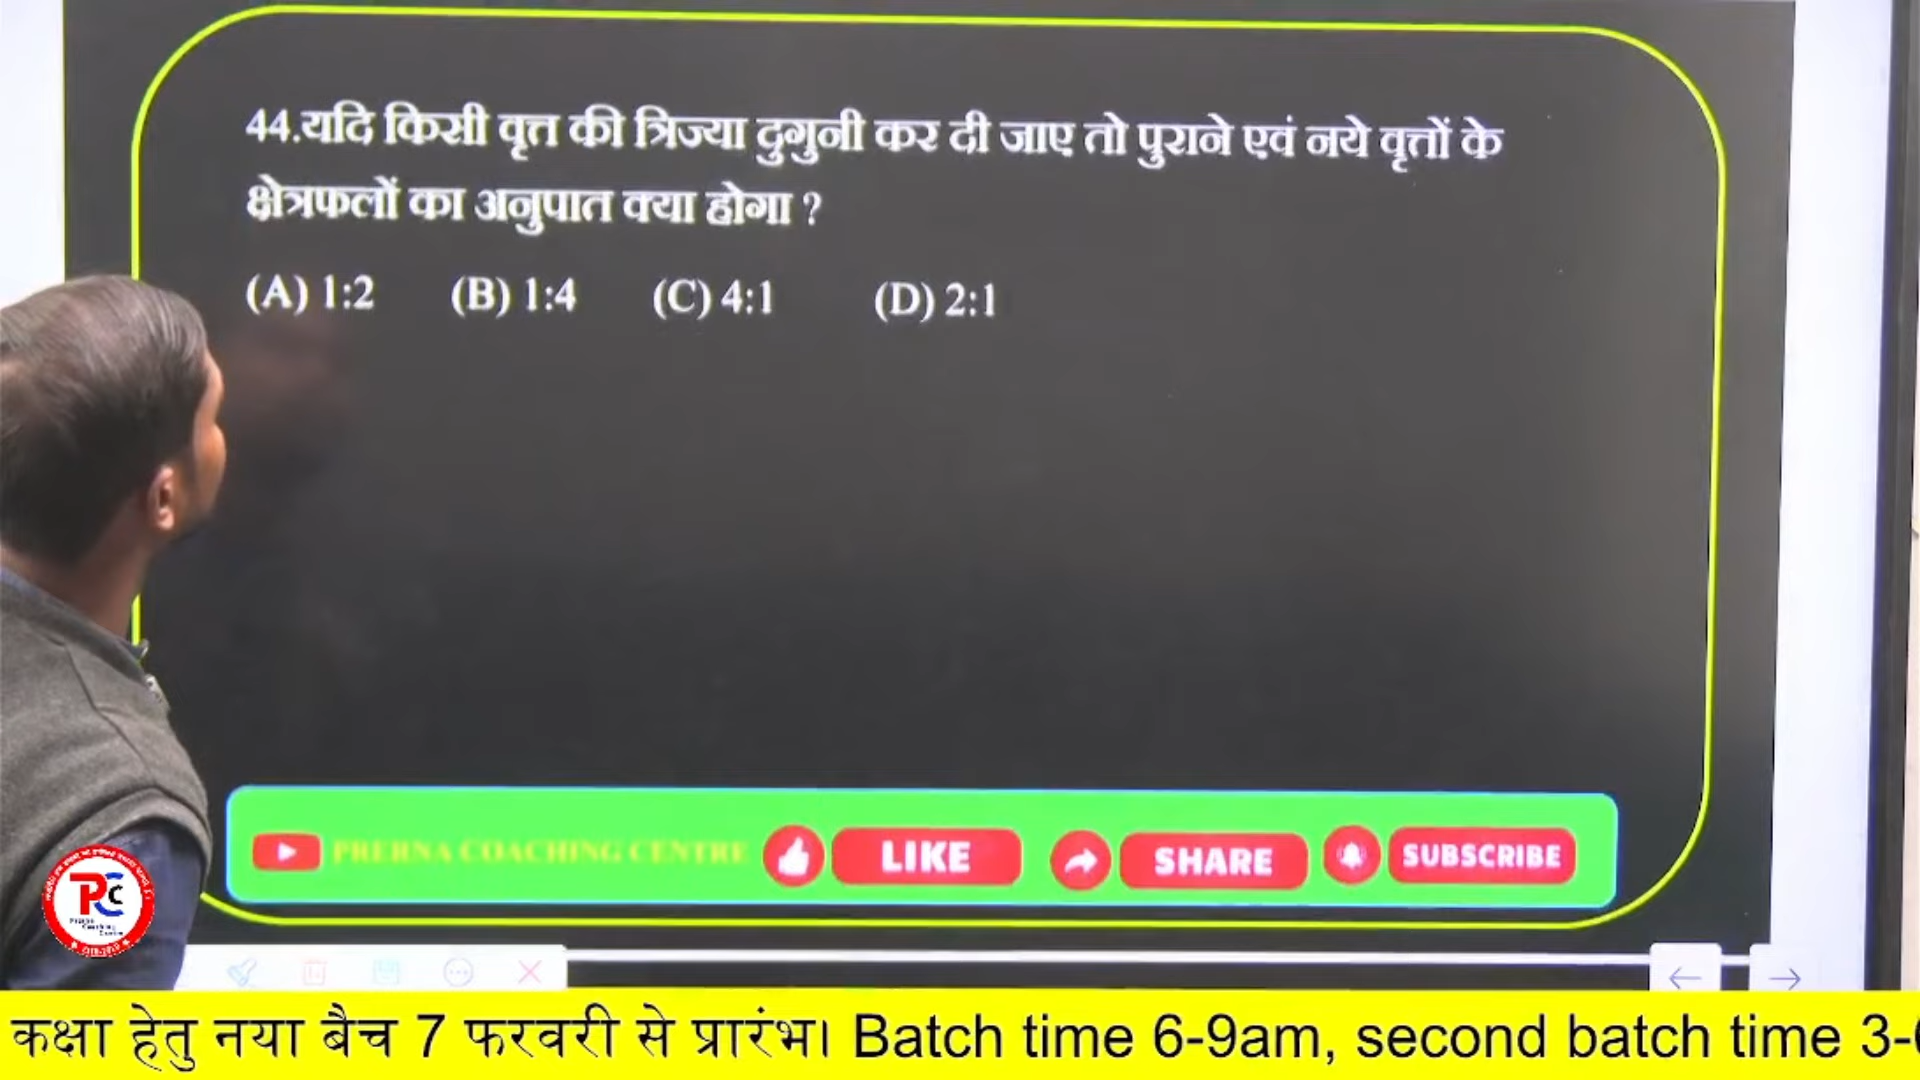 44.यदि किसी वृत्त की त्रिज्या दुगुनी कर दी जाए तो पुराने एवं नये वृत्तों के
क्षेत्रफलों का अनुपात क्या होगा ?
(A) 1:2 (B) 1:4 (C) 4:1 (D) 2:1
PRERNA COACHING CENTRE LIKE SHARE SUBSCRIBE
PCC
कक्षा हेतु नया बैच 7 फरवरी से प्रारंभ। Batch time 6-9am, second batch time 3-